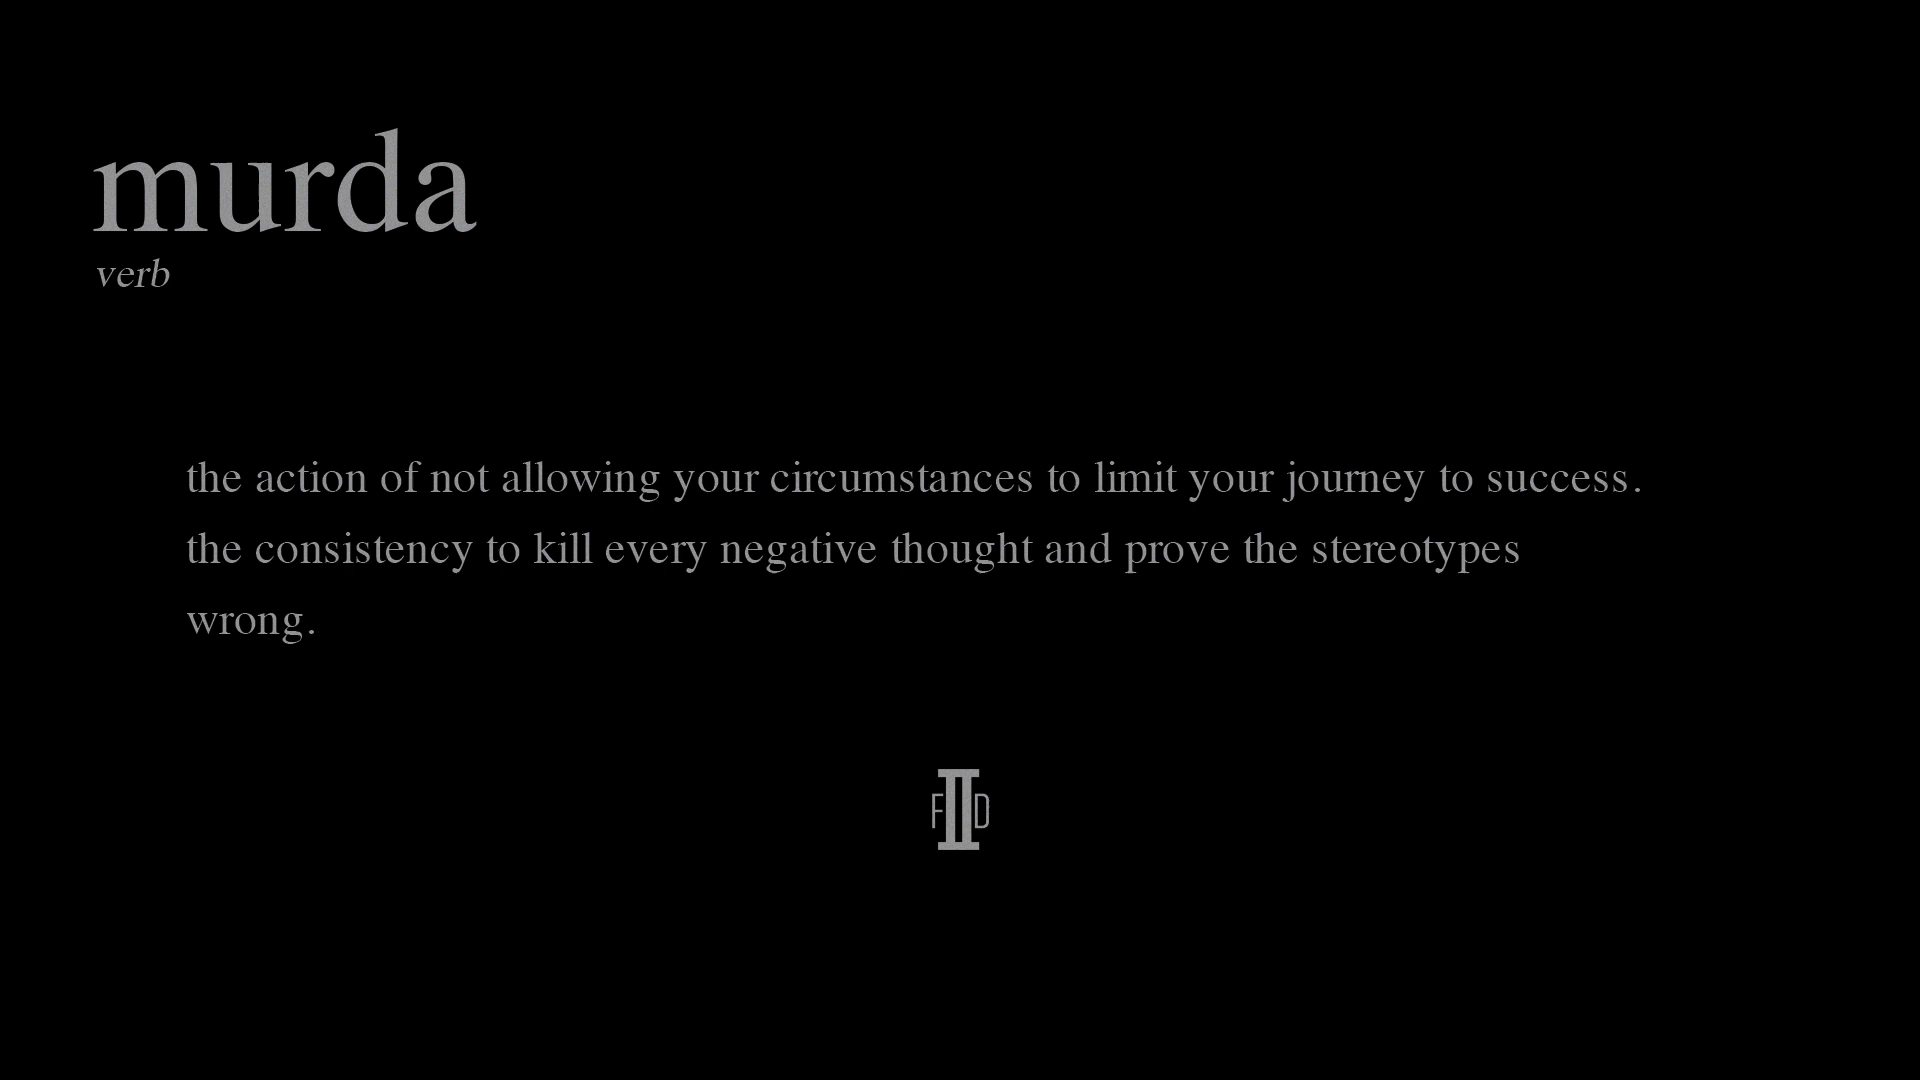 murda
verb
the action of not allowing your circumstances to limit your journey to success.
the consistency to kill every negative thought and prove the stereotypes
wrong.
FIID